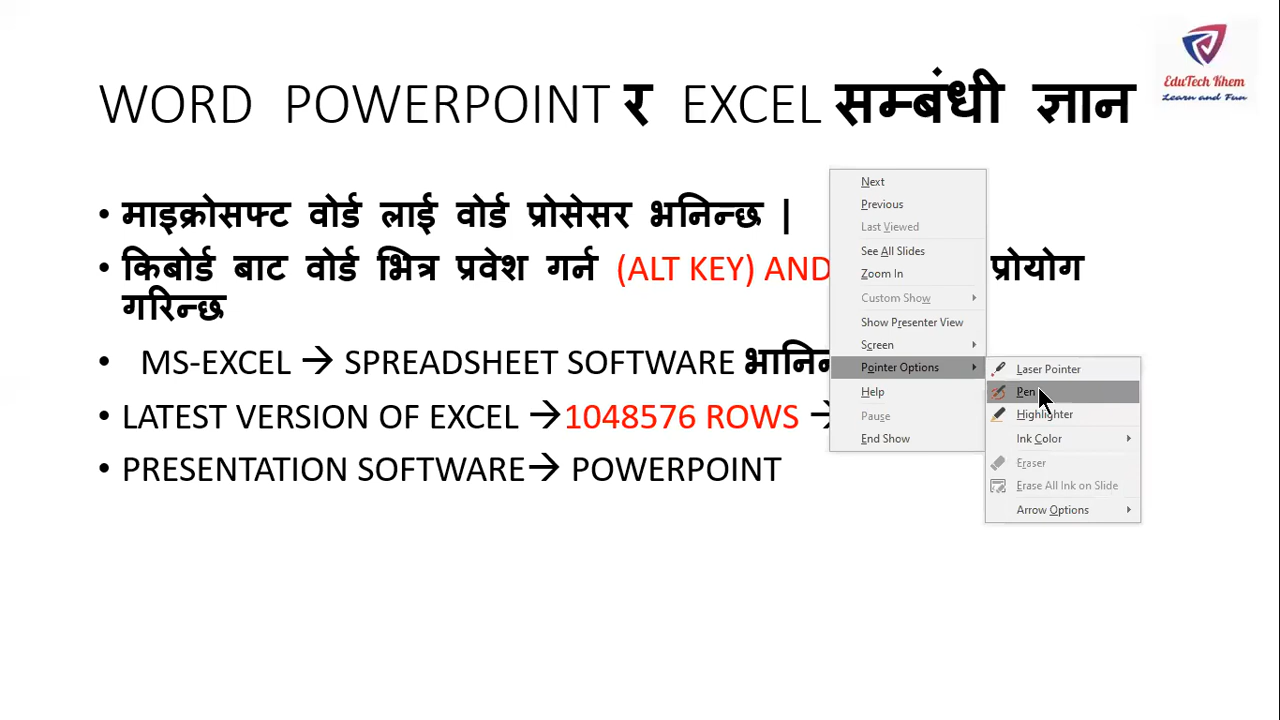 EduTech Khem
Learn and Fun
WORD POWERPOINT र EXCEL सम्बंधी ज्ञान
• माइक्रोसफ्ट वोर्ड लाई वोर्ड प्रोसेसर भनिन्छ |
• किबोर्ड बाट वोर्ड भित्र प्रवेश गर्न (ALT KEY) AND प्रोयोग
गरिन्छ
• MS-EXCEL → SPREADSHEET SOFTWARE
• LATEST VERSION OF EXCEL →1048576 ROWS →
• PRESENTATION SOFTWARE→ POWERPOINT
Next
Previous
Last Viewed
See All Slides
Zoom In
Custom Show
Show Presenter View
Screen
Pointer Options
Help
Pause
End Show
Laser Pointer
Pen
Highlighter
Ink Color
Eraser
Erase All Ink on Slide
Arrow Options